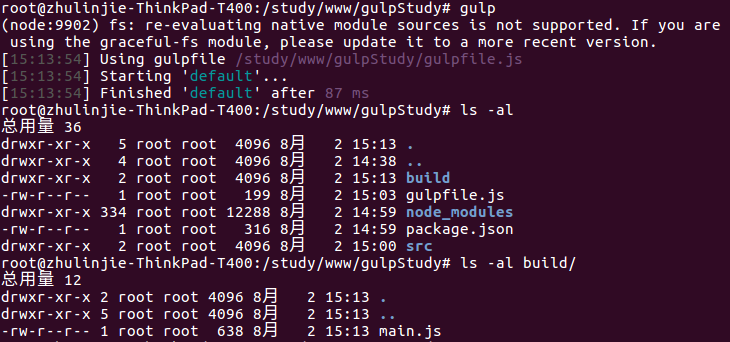 root@zhulinjie-ThinkPad-T400:/study/www/gulpStudy# gulp
(node:9902) fs: re-evaluating native module sources is not supported. If you are
 using the graceful-fs module, please update it to a more recent version.
[15:13:54] Using gulpfile /study/www/gulpStudy/gulpfile.js
[15:13:54] Starting 'default'...
[15:13:54] Finished 'default' after 87 ms
root@zhulinjie-ThinkPad-T400:/study/www/gulpStudy# ls -al
总用量 36
drwxr-xr-x   5 root root  4096 8月   2 15:13 .
drwxr-xr-x   4 root root  4096 8月   2 14:38 ..
drwxr-xr-x   2 root root  4096 8月   2 15:13 build
-rw-r--r--   1 root root   199 8月   2 15:03 gulpfile.js
drwxr-xr-x 334 root root 12288 8月   2 14:59 node_modules
-rw-r--r--   1 root root   316 8月   2 14:59 package.json
drwxr-xr-x   2 root root  4096 8月   2 15:00 src
root@zhulinjie-ThinkPad-T400:/study/www/gulpStudy# ls -al build/
总用量 12
drwxr-xr-x 2 root root 4096 8月   2 15:13 .
drwxr-xr-x 5 root root 4096 8月   2 15:13 ..
-rw-r--r-- 1 root root  638 8月   2 15:13 main.js